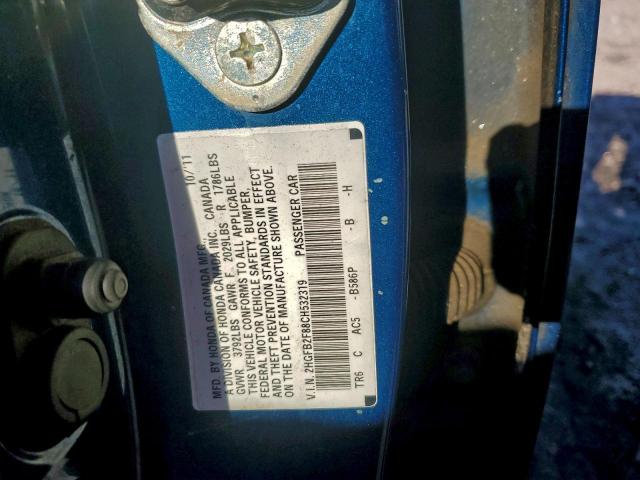 MFD. BY HONDA OF CANADA MFG. 10/11
A DIVISION OF HONDA CANADA INC. CANADA
GVWR 3792LBS GAWR F 2029LBS R 1786LBS
THIS VEHICLE CONFORMS TO ALL APPLICABLE
FEDERAL MOTOR VEHICLE SAFETY, BUMPER,
AND THEFT PREVENTION STANDARDS IN EFFECT
ON THE DATE OF MANUFACTURE SHOWN ABOVE.
V.I.N. 2HGFB2F88CH532319 PASSENGER CAR
TR6 C AC5 -B586P -B -H